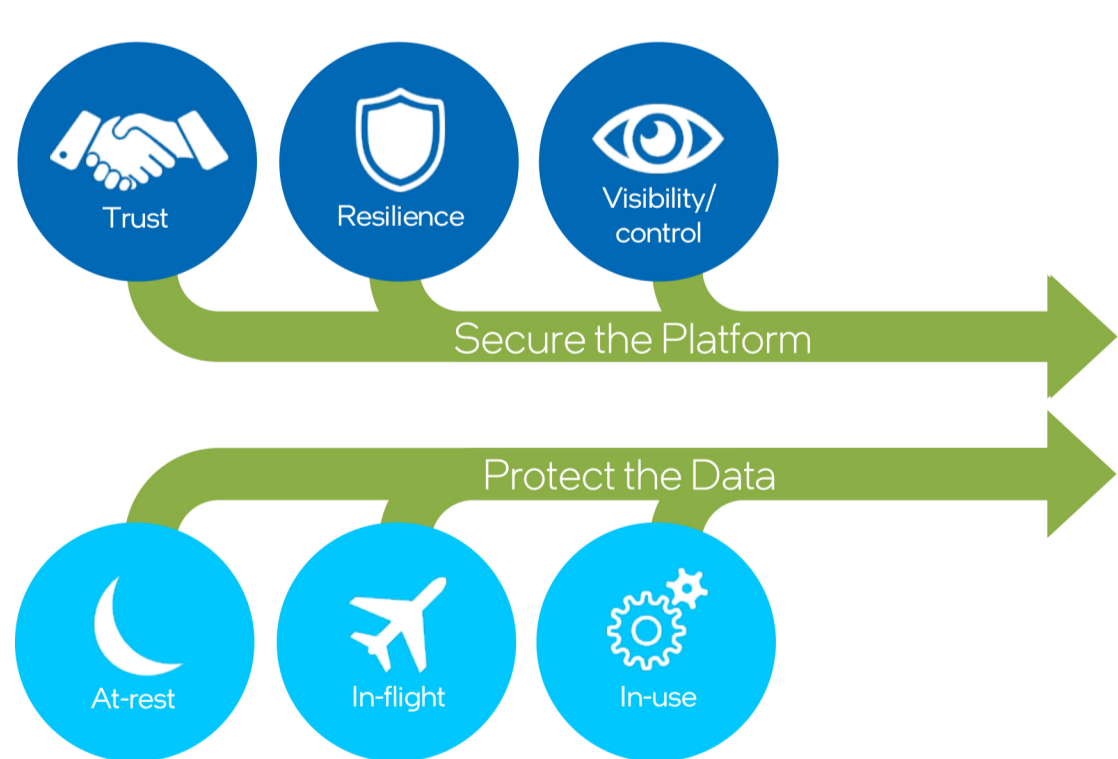 Trust
Resilience
Visibility/
control
Secure the Platform
Protect the Data
At-rest
In-flight
In-use